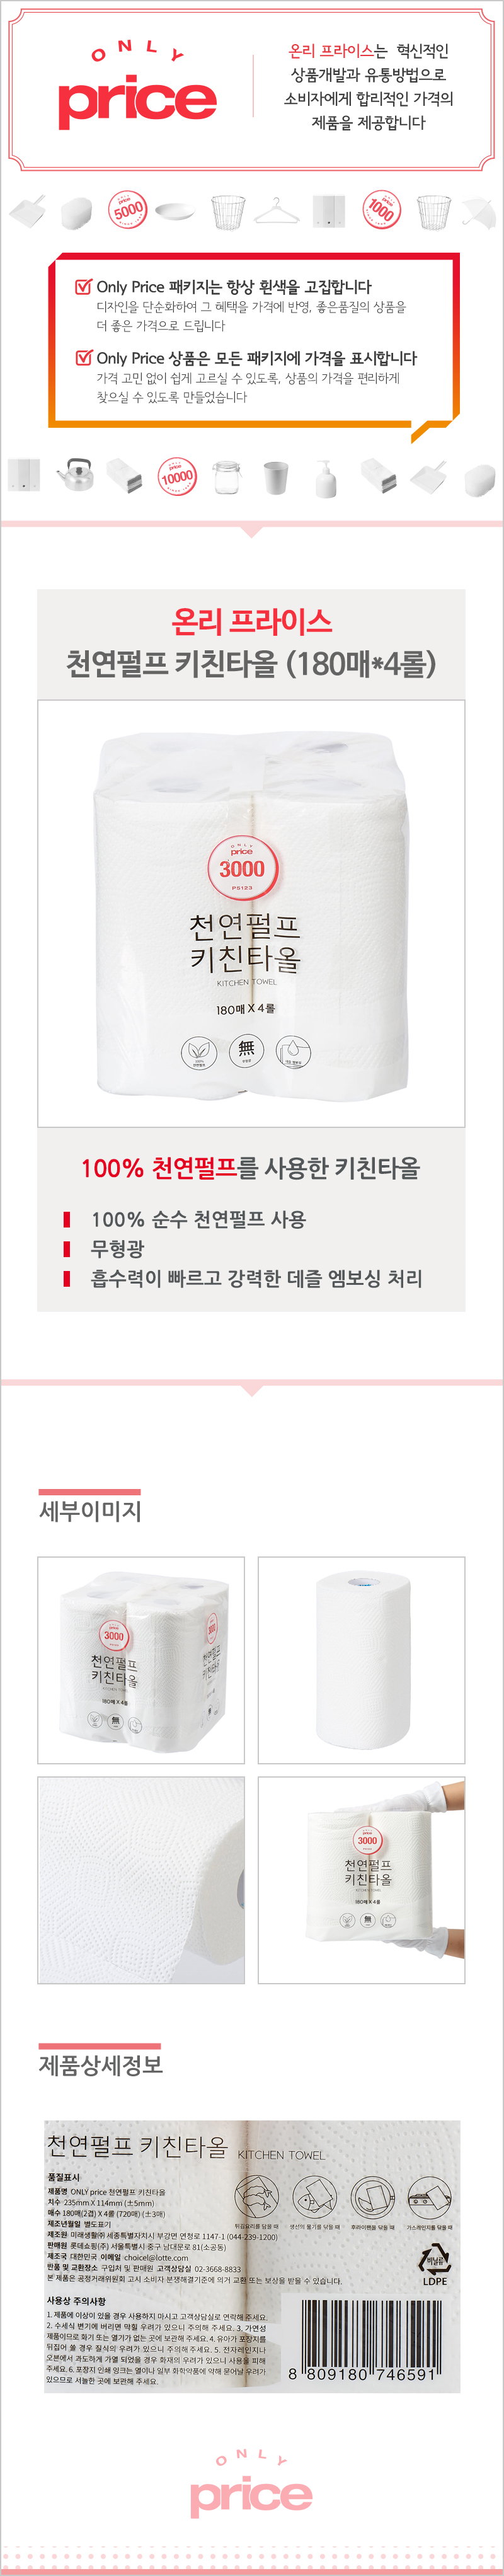 ONLY
price
온리 프라이스는 혁신적인
상품개발과 유통방법으로
소비자에게 합리적인 가격의
제품을 제공합니다
price
5000
price
1000
Only Price 패키지는 항상 흰색을 고집합니다
디자인을 단순화하여 그 혜택을 가격에 반영, 좋은품질의 상품을
더 좋은 가격으로 드립니다
Only Price 상품은 모든 패키지에 가격을 표시합니다
가격 고민 없이 쉽게 고르실 수 있도록, 상품의 가격을 편리하게
찾으실 수 있도록 만들었습니다
price
10000
온리 프라이스
천연펄프 키친타올 (180매*4롤)
ONLY
price
3000
PS123
천연펄프
키친타올
KITCHEN TOWEL
180매 X 4롤
無
100% 천연펄프를 사용한 키친타올
100% 순수 천연펄프 사용
무형광
흡수력이 빠르고 강력한 데즐 엠보싱 처리
세부이미지
price
3000
천연펄프
키친타올
KITCHEN TOWEL
180매 X 4롤
無
3000
price
3000
천연펄프
키친타올
KITCHEN TOWEL
180매 X 4롤
無
제품상세정보
천연펄프 키친타올 KITCHEN TOWEL
품질표시
제품명 ONLY price 천연펄프 키친타올
치수 235mm X 114mm (±5mm)
매수 180매(2겹) X 4롤 (720매) (±3매)
제조년월일 별도표기
제조원 미래생활㈜ 세종특별자치시 부강면 연청로 1147-1 (044-239-1200)
판매원 롯데쇼핑(주) 서울특별시 중구 남대문로 81(소공동)
제조국 대한민국 이메일 choicel@lotte.com
반품 및 교환장소 구입처 및 판매원 고객상담실 02-3668-8833
본 제품은 공정거래위원회 고시 소비자 분쟁해결기준에 의거 교환 또는 보상을 받을 수 있습니다.
튀김요리를 담을 때
생선의 물기를 닦을 때
후라이팬을 닦을 때
가스레인지를 닦을 때
비닐류
LDPE
사용상 주의사항
1. 제품에 이상이 있을 경우 사용하지 마시고 고객상담실로 연락해 주세요.
2. 수세식 변기에 버리면 막힐 우려가 있으니 주의해 주세요. 3. 가연성
제품이므로 화기 또는 열기가 없는 곳에 보관해 주세요. 4. 유아가 포장지를
뒤집어 쓸 경우 질식의 우려가 있으니 주의해 주세요. 5. 전자레인지나
오븐에서 과도하게 가열 되었을 경우 화재의 우려가 있으니 사용을 피해
주세요. 6. 포장지 인쇄 잉크는 열이나 일부 화학약품에 약해 묻어날 우려가
있으므로 서늘한 곳에 보관해 주세요.
8 809180 746591
ONLY
price